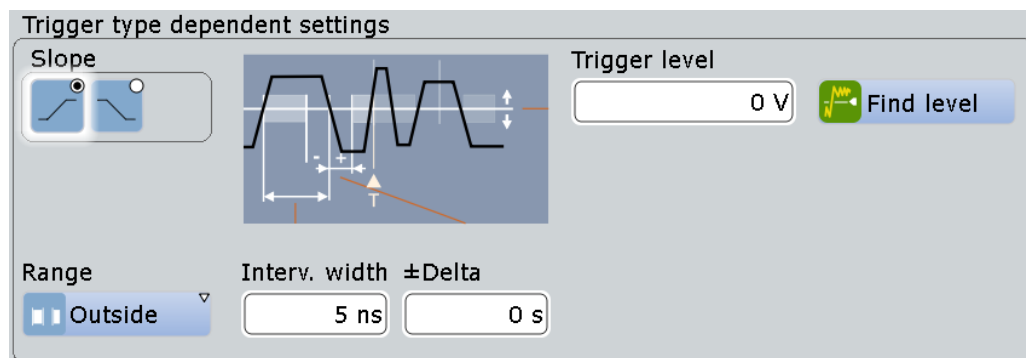 Trigger type dependent settings
Slope
Trigger level
0 V
Find level
- +
T
Range
Interv. width
±Delta
Outside
5 ns
0 s